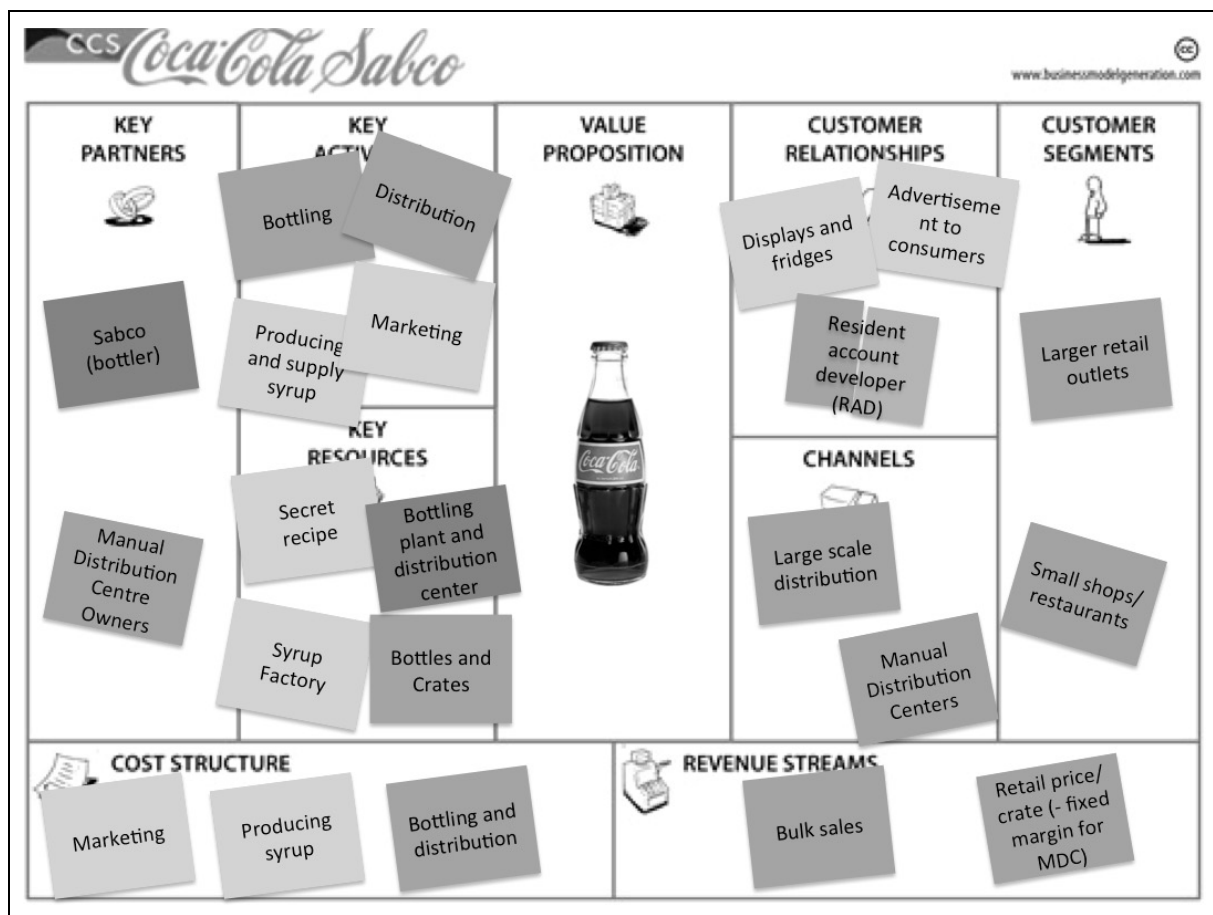 CCS Coca-Cola Sabco
cc
www.businessmodelgeneration.com
KEY
PARTNERS
Sabco
(bottler)
Manual
Distribution
Centre
Owners
KEY
Bottling
Distribution
Producing
and supply
syrup
Marketing
KEY
RESOURCES
Secret
recipe
Bottling
plant and
distribution
center
Syrup
Factory
Bottles and
Crates
VALUE
PROPOSITION
Coca-Cola
CUSTOMER
RELATIONSHIPS
Displays and
fridges
Advertiseme
nt to
consumers
Resident
account
developer
(RAD)
CHANNELS
Large scale
distribution
Manual
Distribution
Centers
CUSTOMER
SEGMENTS
Larger retail
outlets
Small shops/
restaurants
COST STRUCTURE
Marketing
Producing
syrup
Bottling and
distribution
REVENUE STREAMS
Bulk sales
Retail price/
crate (- fixed
margin for
MDC)